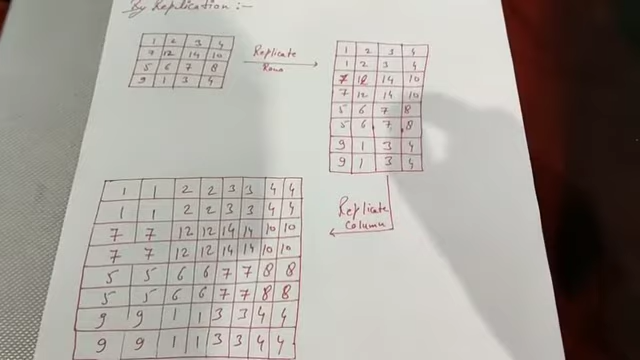 By Replication :-
1 2 3 4
7 12 14 10
5 6 7 8
9 1 3 4
Replicate
Rows
1 2 3 4
1 2 3 4
7 12 14 10
7 12 14 10
5 6 7 8
5 6 7 8
9 1 3 4
9 1 3 4
Replicate
Column
1 1 2 2 3 3 4 4
1 1 2 2 3 3 4 4
7 7 12 12 14 14 10 10
7 7 12 12 14 14 10 10
5 5 6 6 7 7 8 8
5 5 6 6 7 7 8 8
9 9 1 1 3 3 4 4
9 9 1 1 3 3 4 4